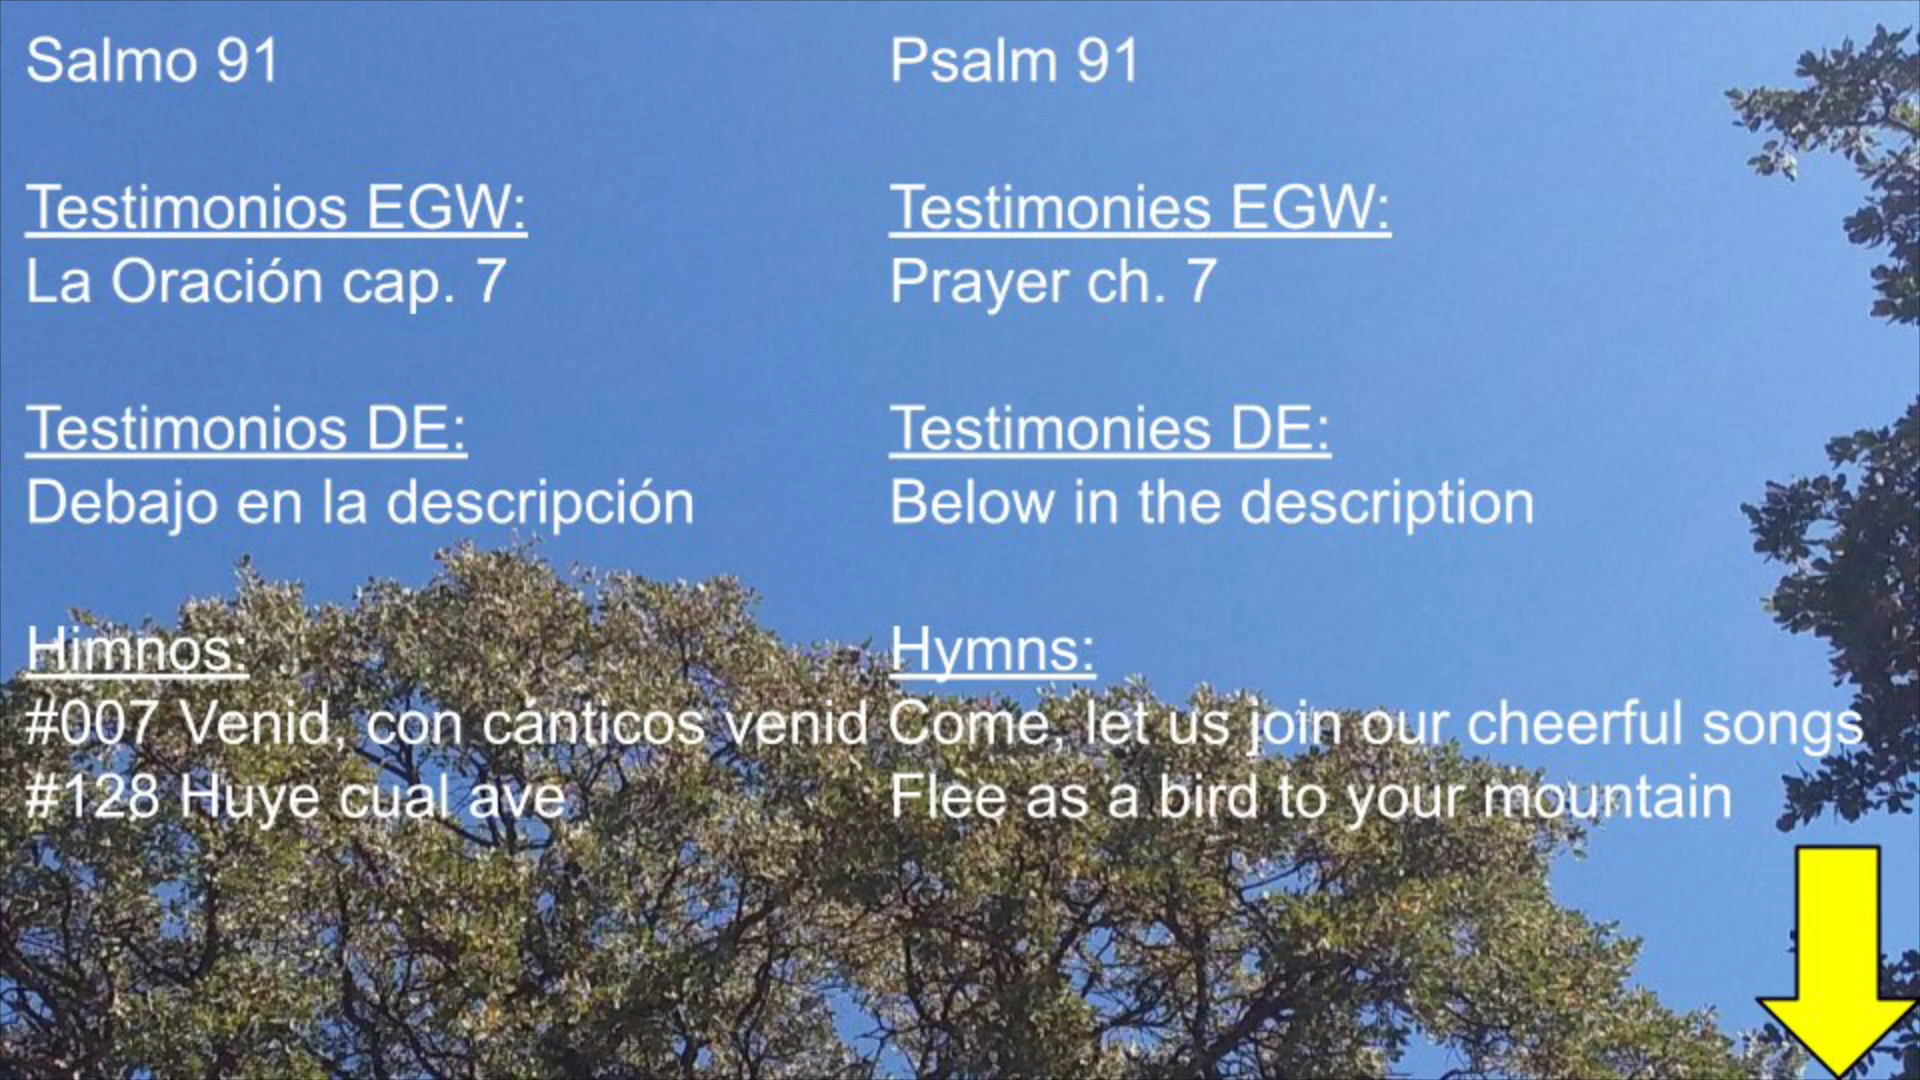 Salmo 91
Testimonios EGW:
La Oración cap. 7
Testimonios DE:
Debajo en la descripción
Himnos:
#007 Venid, con cánticos venid
#128 Huye cual ave
Psalm 91
Testimonies EGW:
Prayer ch. 7
Testimonies DE:
Below in the description
Hymns:
Come, let us join our cheerful songs
Flee as a bird to your mountain